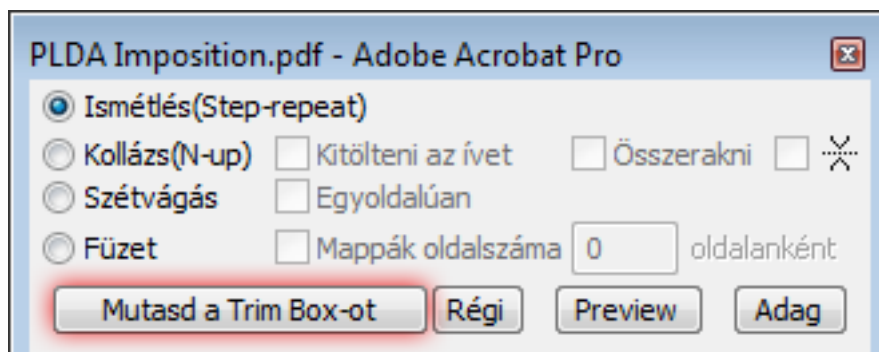 PLDA Imposition.pdf - Adobe Acrobat Pro
Ismétlés(Step-repeat)
Kollázs(N-up) Kitölteni az ívet Összerakni
Szétvágás Egyoldalúan
Füzet Mappák oldalszáma 0 oldalanként
Mutasd a Trim Box-ot Régi Preview Adag